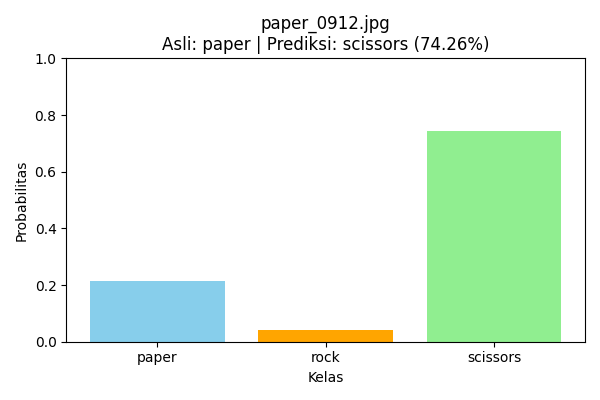 paper_0912.jpg
Asli: paper | Prediksi: scissors (74.26%)
1.0
0.8
0.6
0.4
0.2
0.0
Probabilitas
paper
rock
scissors
Kelas